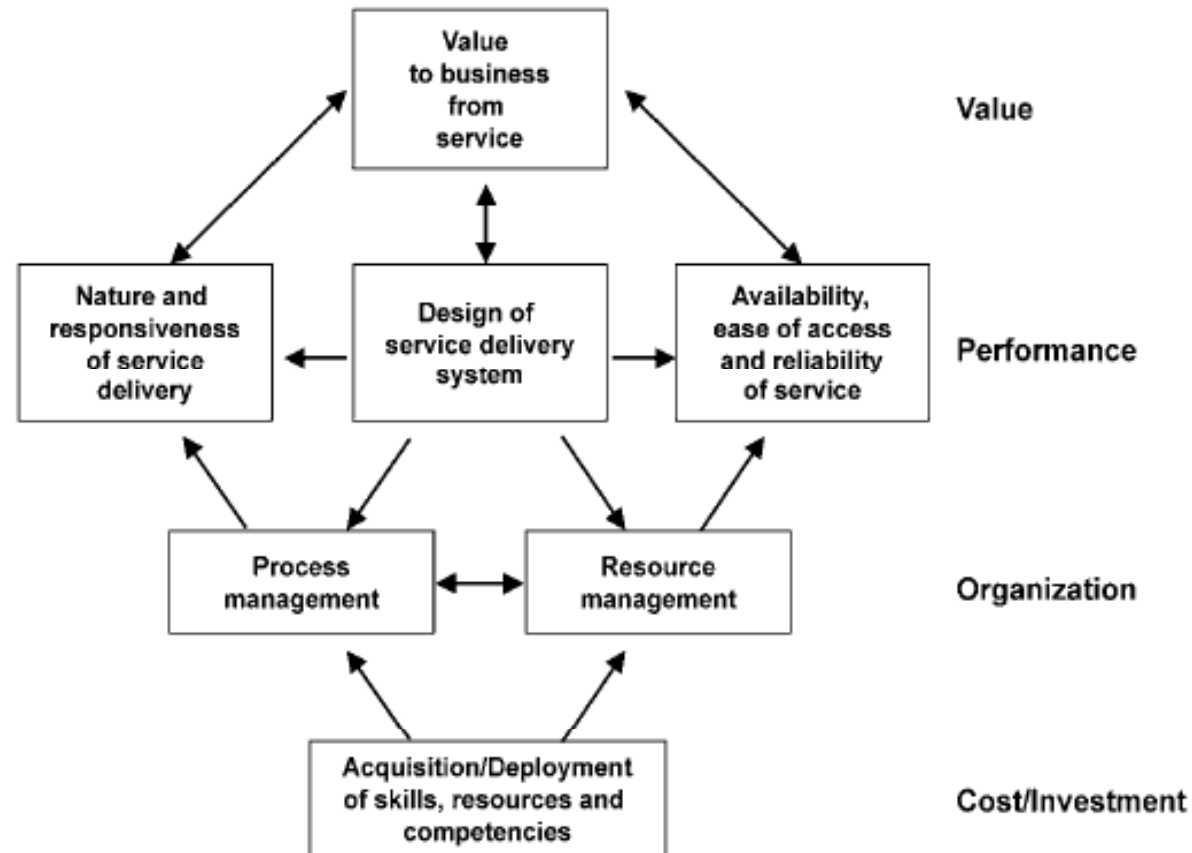 Value
to business
from
service
Value
Nature and
responsiveness
of service
delivery
Design of
service delivery
system
Availability,
ease of access
and reliability
of service
Performance
Process
management
Resource
management
Organization
Acquisition/Deployment
of skills, resources and
competencies
Cost/Investment